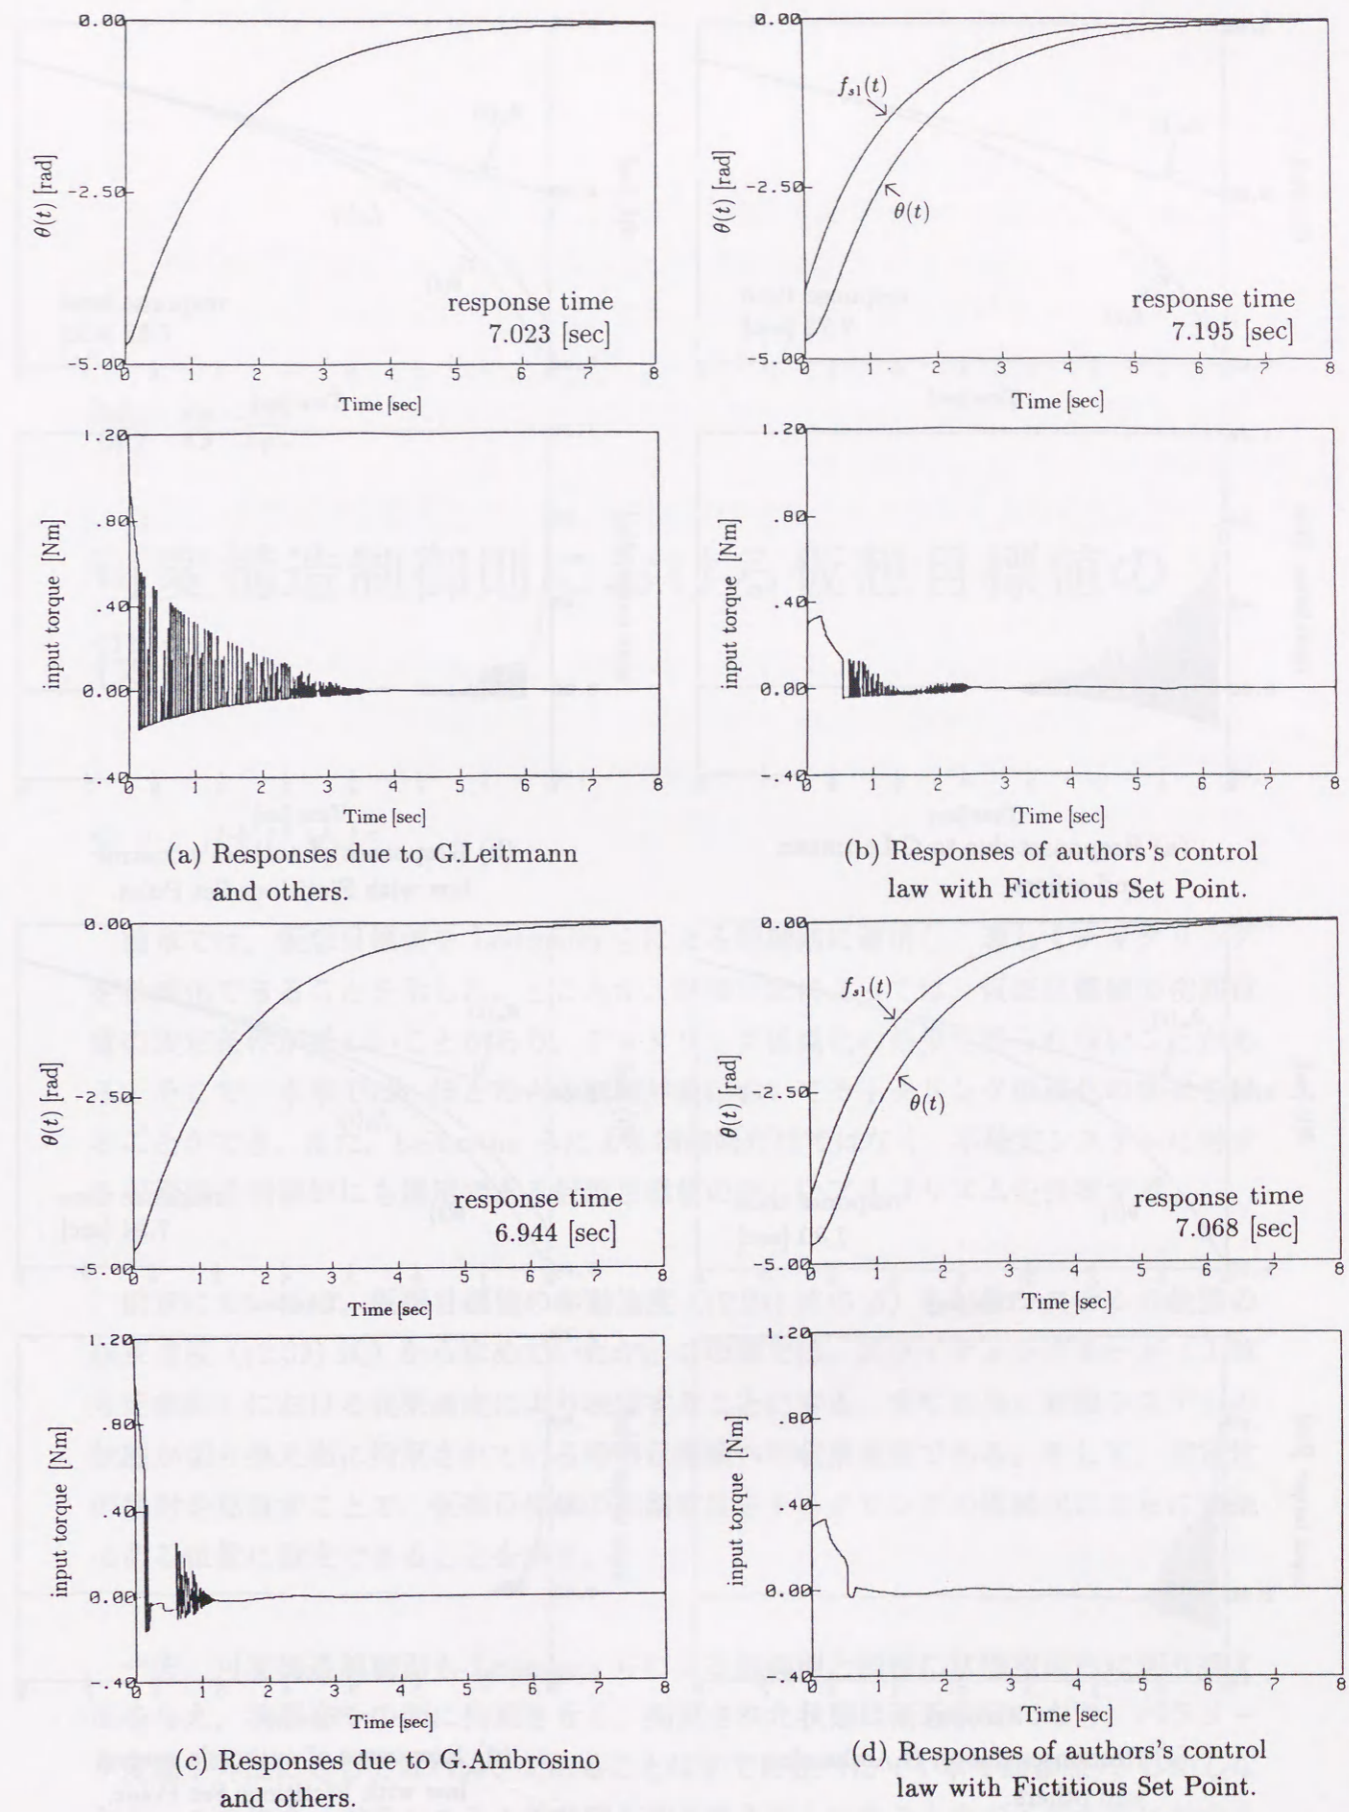 0.00
θ(t) [rad]
-2.50
response time
7.023 [sec]
-5.00
0 1 2 3 4 5 6 7 8
Time [sec]
1.20
.80
input torque [Nm]
.40
0.00
-.40
0 1 2 3 4 5 6 7 8
Time [sec]
(a) Responses due to G.Leitmann
and others.
0.00
f_{s1}(t)
θ(t) [rad]
-2.50
θ(t)
response time
7.195 [sec]
-5.00
0 1 2 3 4 5 6 7 8
Time [sec]
1.20
.80
input torque [Nm]
.40
0.00
-.40
0 1 2 3 4 5 6 7 8
Time [sec]
(b) Responses of authors's control
law with Fictitious Set Point.
0.00
θ(t) [rad]
-2.50
response time
6.944 [sec]
-5.00
0 1 2 3 4 5 6 7 8
Time [sec]
1.20
.80
input torque [Nm]
.40
0.00
-.40
0 1 2 3 4 5 6 7 8
Time [sec]
(c) Responses due to G.Ambrosino
and others.
0.00
f_{s1}(t)
θ(t) [rad]
-2.50
θ(t)
response time
7.068 [sec]
-5.00
0 1 2 3 4 5 6 7 8
Time [sec]
1.20
.80
input torque [Nm]
.40
0.00
-.40
0 1 2 3 4 5 6 7 8
Time [sec]
(d) Responses of authors's control
law with Fictitious Set Point.